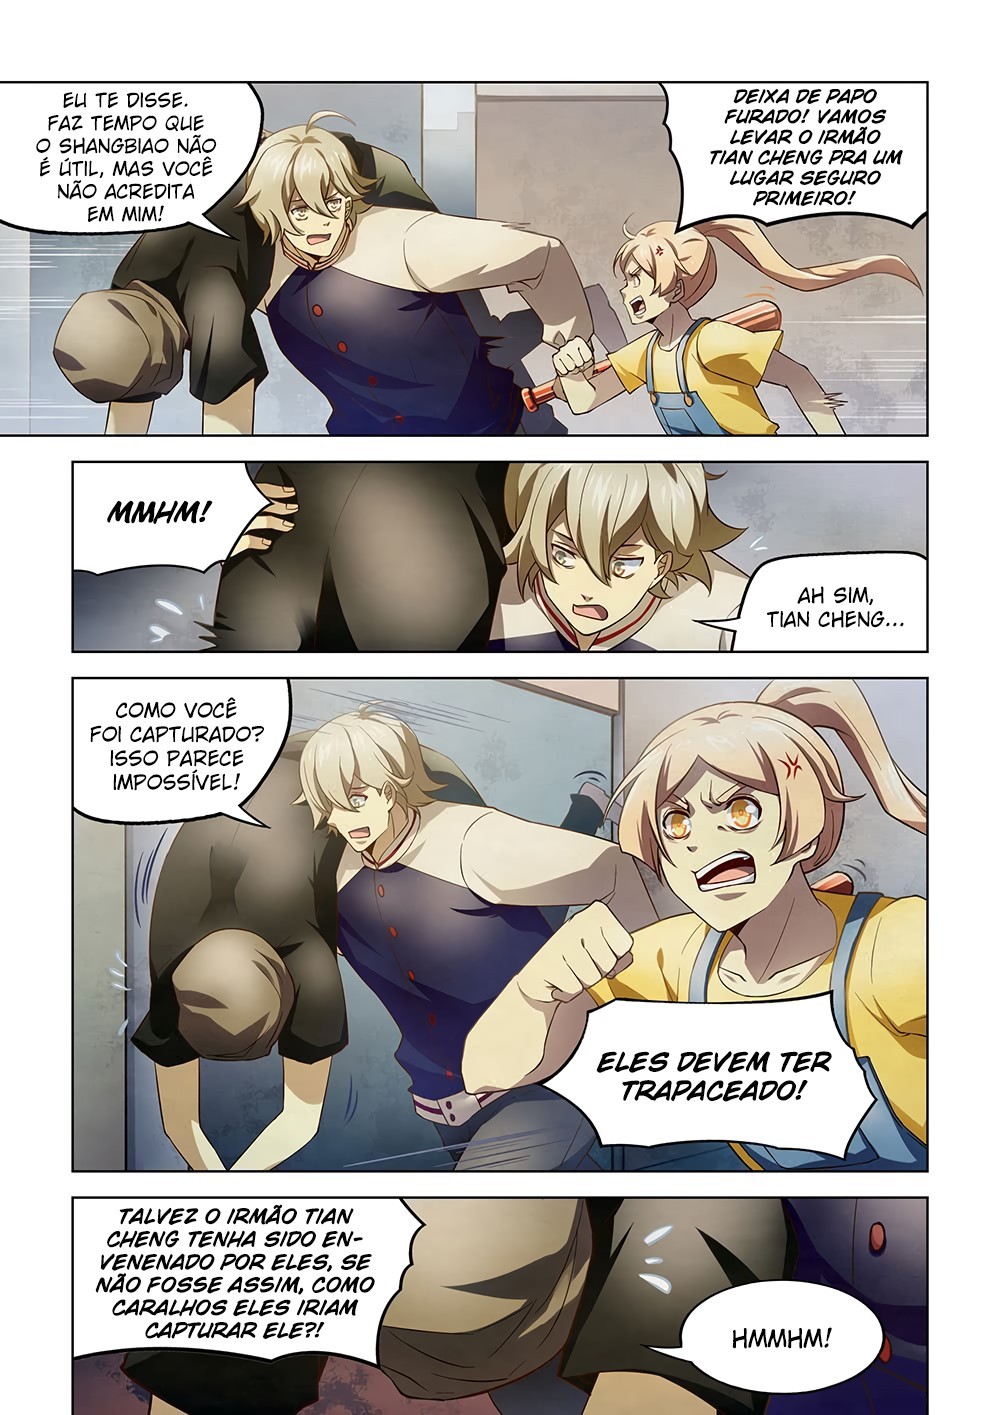 EU TE DISSE.
FAZ TEMPO QUE
O SHANGBIAO NÃO
É ÚTIL, MAS VOCÊ
NÃO ACREDITA
EM MIM!
DEIXA DE PAPO
FURADO! VAMOS
LEVAR O IRMÃO
TIAN CHENG PRA UM
LUGAR SEGURO
PRIMEIRO!
MMHM!
AH SIM,
TIAN CHENG...
COMO VOCÊ
FOI CAPTURADO?
ISSO PARECE
IMPOSSÍVEL!
ELES DEVEM TER
TRAPACEADO!
TALVEZ O IRMÃO TIAN
CHENG TENHA SIDO EN-
VENENADO POR ELES, SE
NÃO FOSSE ASSIM, COMO
CARALHOS ELES IRIAM
CAPTURAR ELE?!
HMMHM!